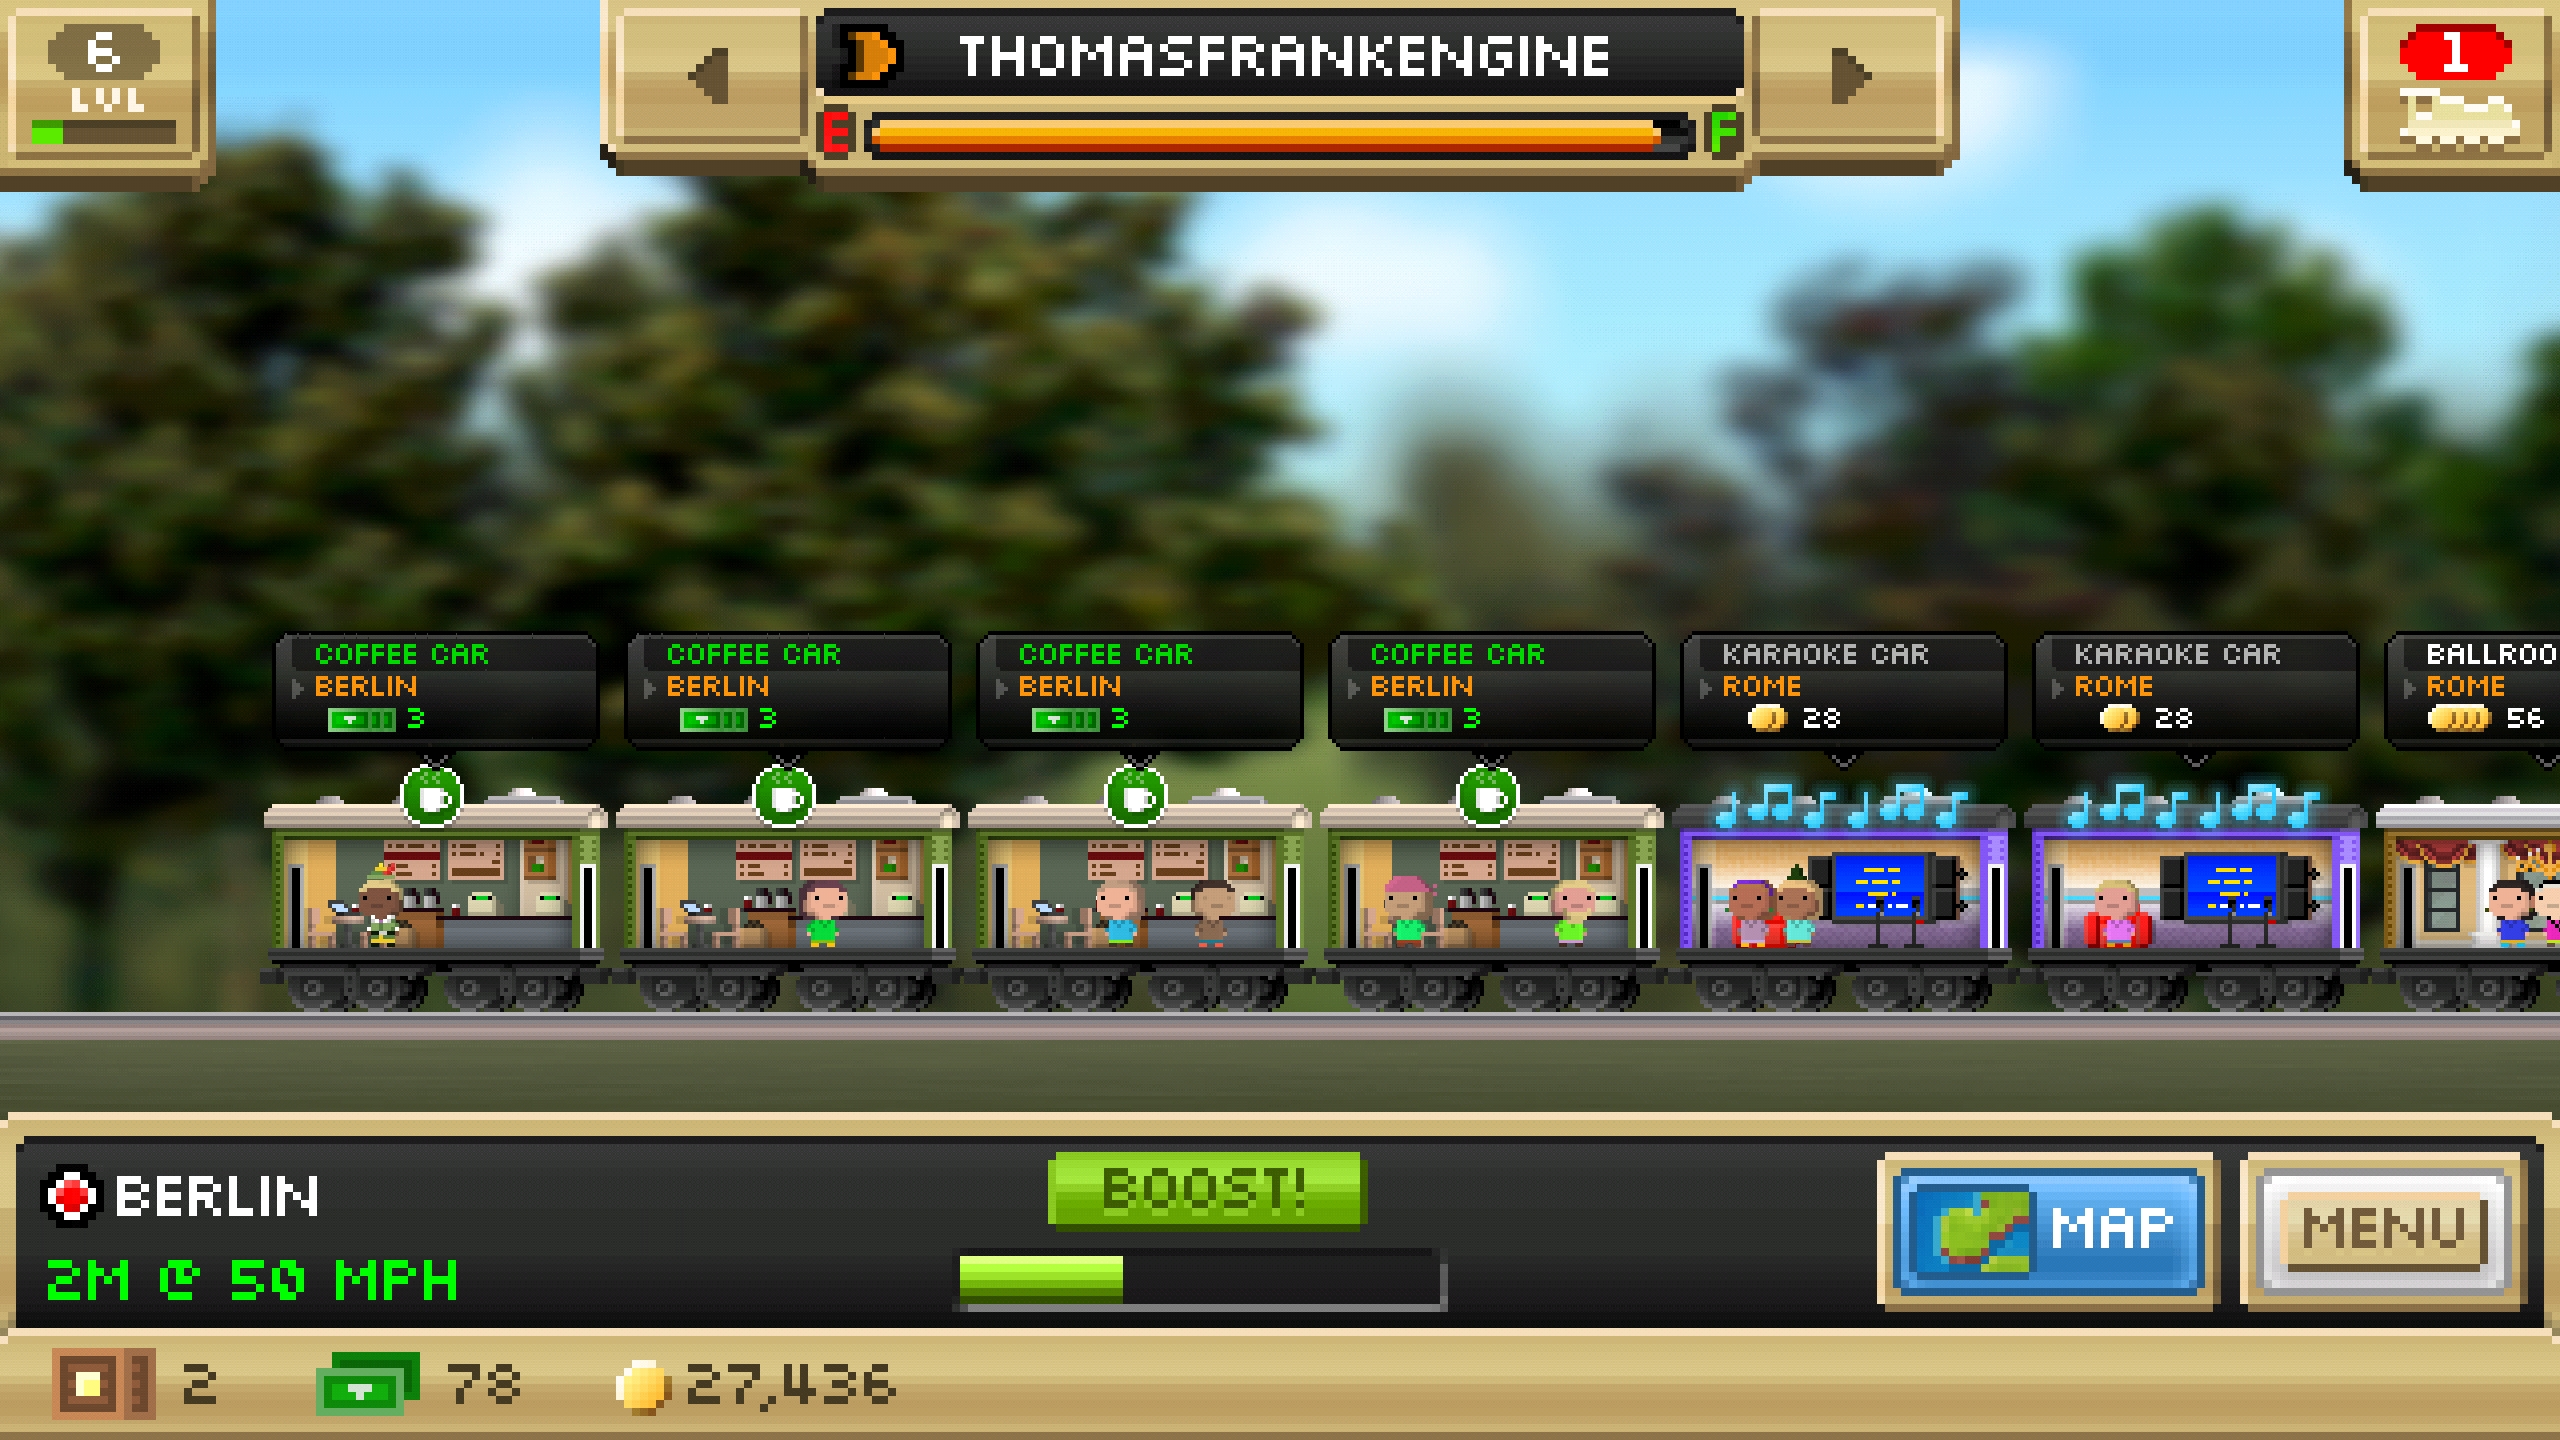 6
LVL
THOMASFRANKENGINE
E F
1
COFFEE CAR
BERLIN
3
COFFEE CAR
BERLIN
3
COFFEE CAR
BERLIN
3
COFFEE CAR
BERLIN
3
KARAOKE CAR
ROME
28
KARAOKE CAR
ROME
28
BALLROO
ROME
56
BERLIN
2M @ 50 MPH
BOOST!
MAP
MENU
2
78
27,436